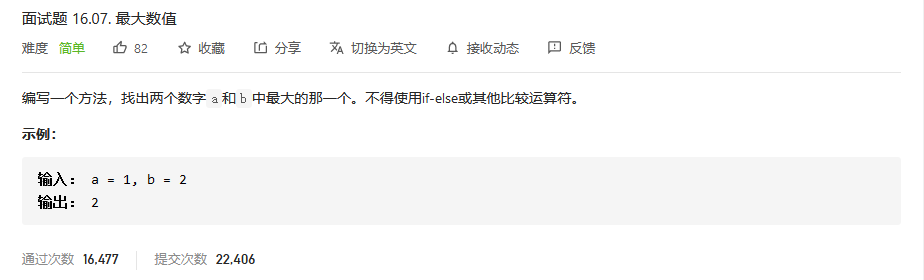 面试题 16.07. 最大数值
难度 简单 82 收藏 分享 切换为英文 接收动态 反馈
编写一个方法，找出两个数字 a 和 b 中最大的那一个。不得使用if-else或其他比较运算符。
示例：
输入： a = 1, b = 2
输出： 2
通过次数 16,477 提交次数 22,406